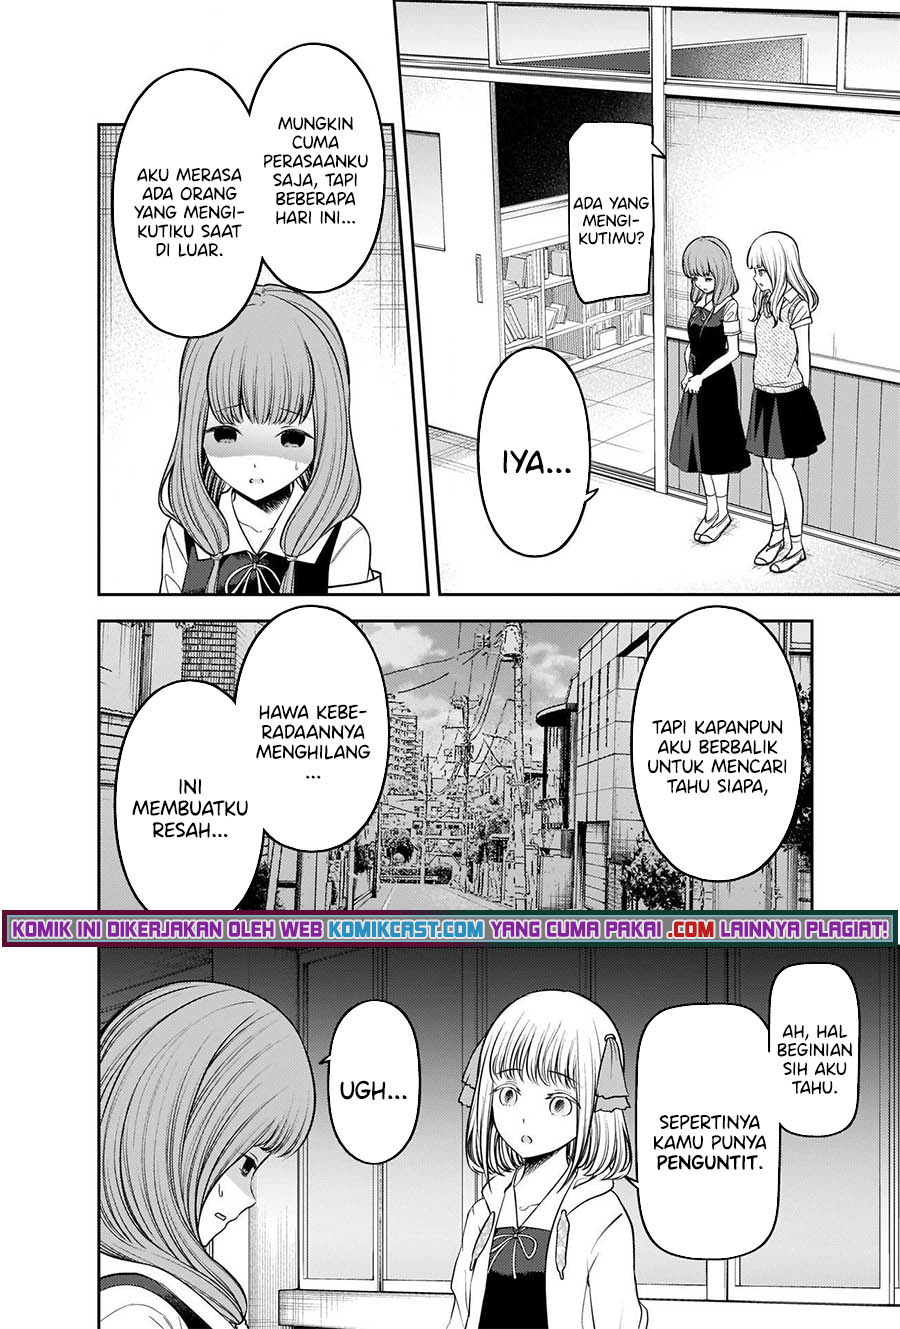 ADA YANG
MENGI-
KUTIMU?
IYA...
MUNGKIN
CUMA
PERASAANKU
SAJA, TAPI
BEBERAPA
HARI INI...
AKU MERASA
ADA ORANG
YANG MENGI-
KUTIKU SAAT
DI LUAR.
TAPI KAPANPUN
AKU BERBALIK
UNTUK MENCARI
TAHU SIAPA,
HAWA KEBE-
RADAANNYA
MENGHILANG
...
INI
MEMBUATKU
RESAH...
KOMIK INI DIKERJAKAN OLEH WEB KOMIKCAST.COM YANG CUMA PAKAI .COM LAINNYA PLAGIAT!
AH, HAL
BEGINIAN
SIH AKU
TAHU.
SEPERTINYA
KAMU PUNYA
PENGUNTIT.
UGH...